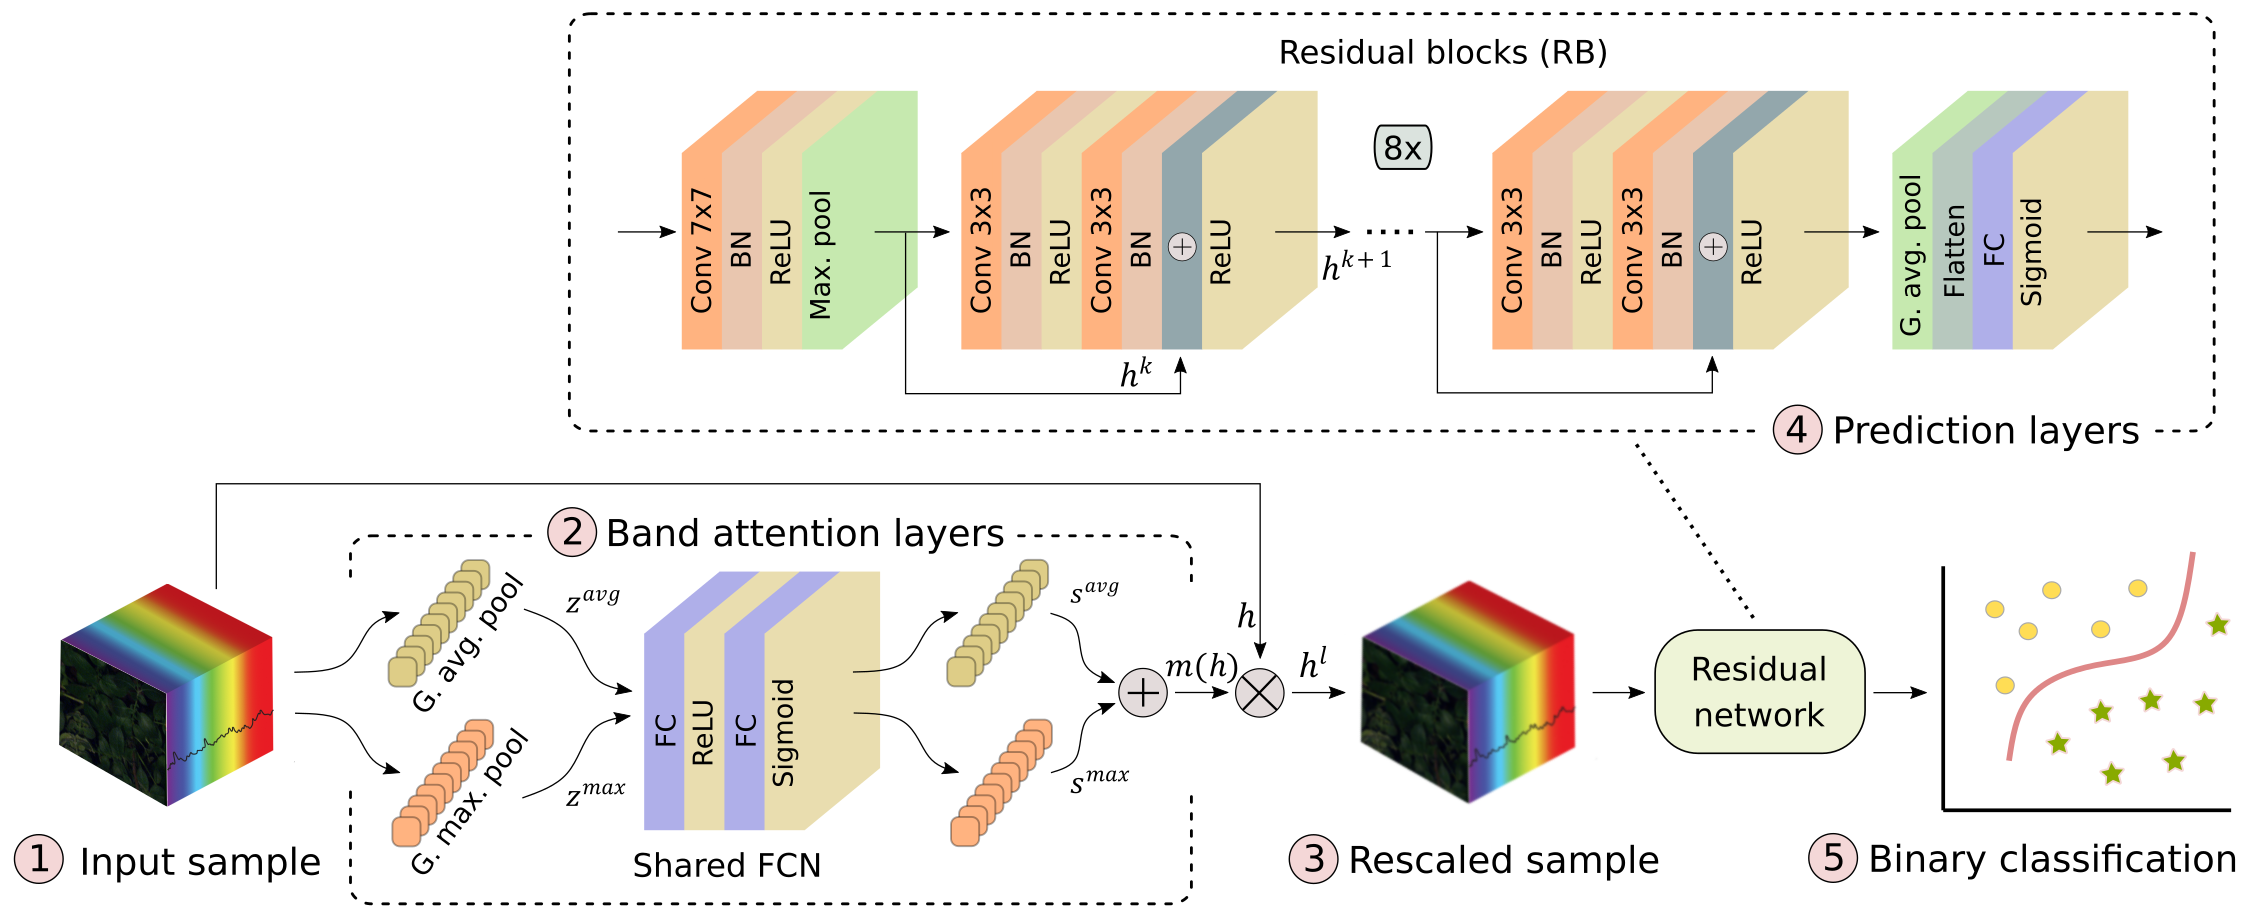 Residual blocks (RB)
Conv 7x7
BN
ReLU
Max. pool
Conv 3x3
BN
ReLU
Conv 3x3
BN
+
ReLU
h^k
h^{k+1}
8x
Conv 3x3
BN
ReLU
Conv 3x3
BN
+
ReLU
G. avg. pool
Flatten
FC
Sigmoid
4 Prediction layers
2 Band attention layers
G. avg. pool
G. max. pool
z^{avg}
z^{max}
FC
ReLU
FC
Sigmoid
Shared FCN
s^{avg}
s^{max}
+
m(h)
h
×
h^l
Residual
network
1 Input sample
3 Rescaled sample
5 Binary classification